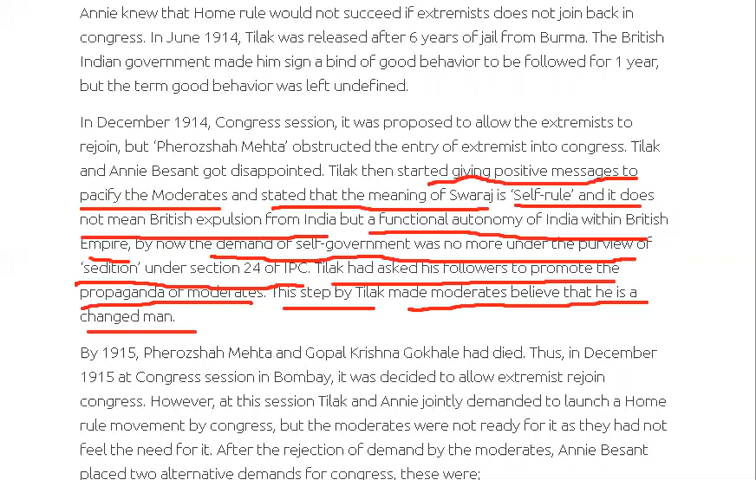 Annie knew that Home rule would not succeed if extremists does not join back in
congress. In June 1914, Tilak was released after 6 years of jail from Burma. The British
Indian government made him sign a bind of good behavior to be followed for 1 year,
but the term good behavior was left undefined.
In December 1914, Congress session, it was proposed to allow the extremists to
rejoin, but ‘Pherozshah Mehta’ obstructed the entry of extremist into congress. Tilak
and Annie Besant got disappointed. Tilak then started giving positive messages to
pacify the Moderates and stated that the meaning of Swaraj is ‘Self-rule’ and it does
not mean British expulsion from India but a functional autonomy of India within British
Empire, by now the demand of self-government was no more under the purview of
‘sedition’ under section 24 of IPC. Tilak had asked his followers to promote the
propaganda of moderates. This step by Tilak made moderates believe that he is a
changed man.
By 1915, Pherozshah Mehta and Gopal Krishna Gokhale had died. Thus, in December
1915 at Congress session in Bombay, it was decided to allow extremist rejoin
congress. However, at this session Tilak and Annie jointly demanded to launch a Home
rule movement by congress, but the moderates were not ready for it as they had not
feel the need for it. After the rejection of demand by the moderates, Annie Besant
placed two alternative demands for congress, these were;